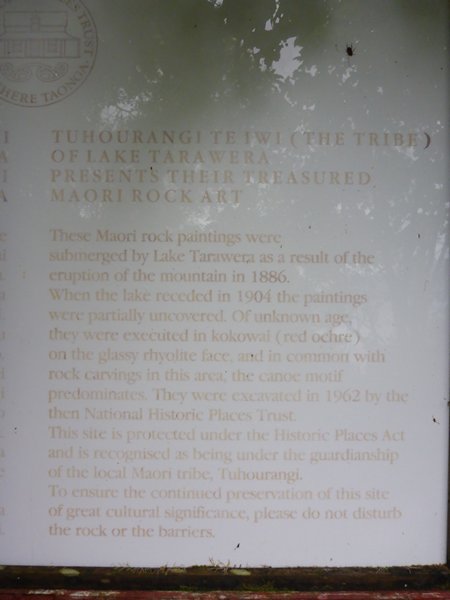 TRUST
HERE TAONGA
TUHOURANGI TE IWI (THE TRIBE)
OF LAKE TARAWERA
PRESENTS THEIR TREASURED
MAORI ROCK ART
These Maori rock paintings were
submerged by Lake Tarawera as a result of the
eruption of the mountain in 1886.
When the lake receded in 1904 the paintings
were partially uncovered. Of unknown age,
they were executed in kokowai (red ochre)
on the glassy rhyolite face, and in common with
rock carvings in this area, the canoe motif
predominates. They were excavated in 1962 by the
then National Historic Places Trust.
This site is protected under the Historic Places Act
and is recognised as being under the guardianship
of the local Maori tribe, Tuhourangi.
To ensure the continued preservation of this site
of great cultural significance, please do not disturb
the rock or the barriers.